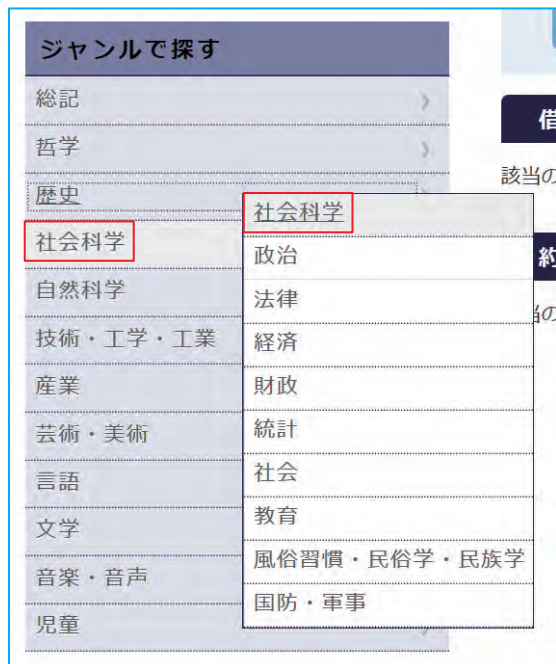 ジャンルで探す
総記
哲学
歴史
社会科学
自然科学
技術・工学・工業
産業
芸術・美術
言語
文学
音楽・音声
児童
社会科学
政治
法律
経済
財政
統計
社会
教育
風俗習慣・民俗学・民族学
国防・軍事
借
該当の
約
当の